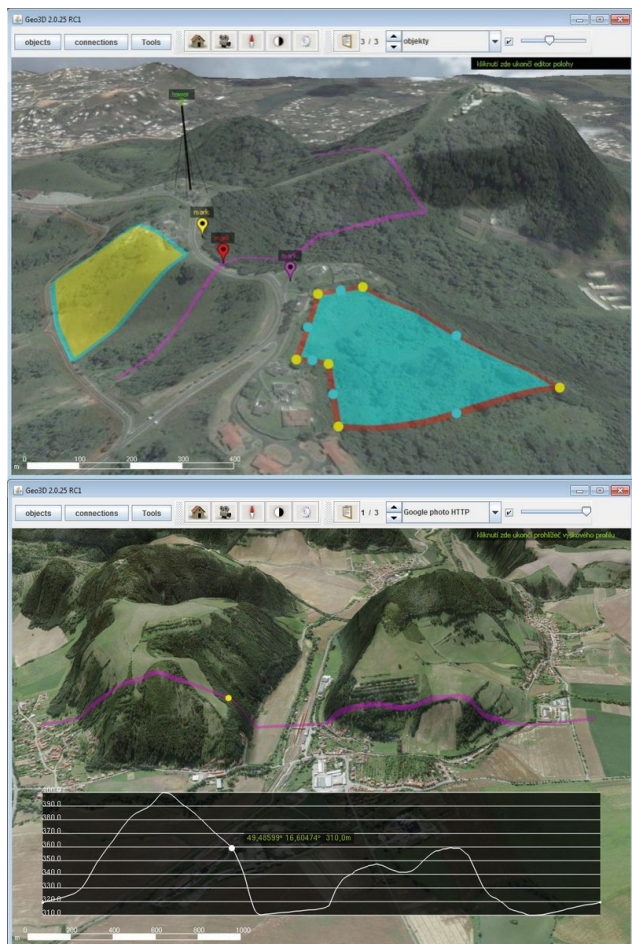 Geo3D 2.0.25 RC1
objects connections Tools 3 / 3 objekty
kliknutí zde ukončí editor polohy
tower
mark
mark
m 0 100 200 300 400
Geo3D 2.0.25 RC1
objects connections Tools 1 / 3 Google photo HTTP
kliknutí zde ukončí prohlížeč výškového profilu
400.0
390.0
380.0
370.0
360.0
49,48599° 16,60474° 310,0m
350.0
340.0
330.0
320.0
310.0
m 0 200 400 600 800 1000